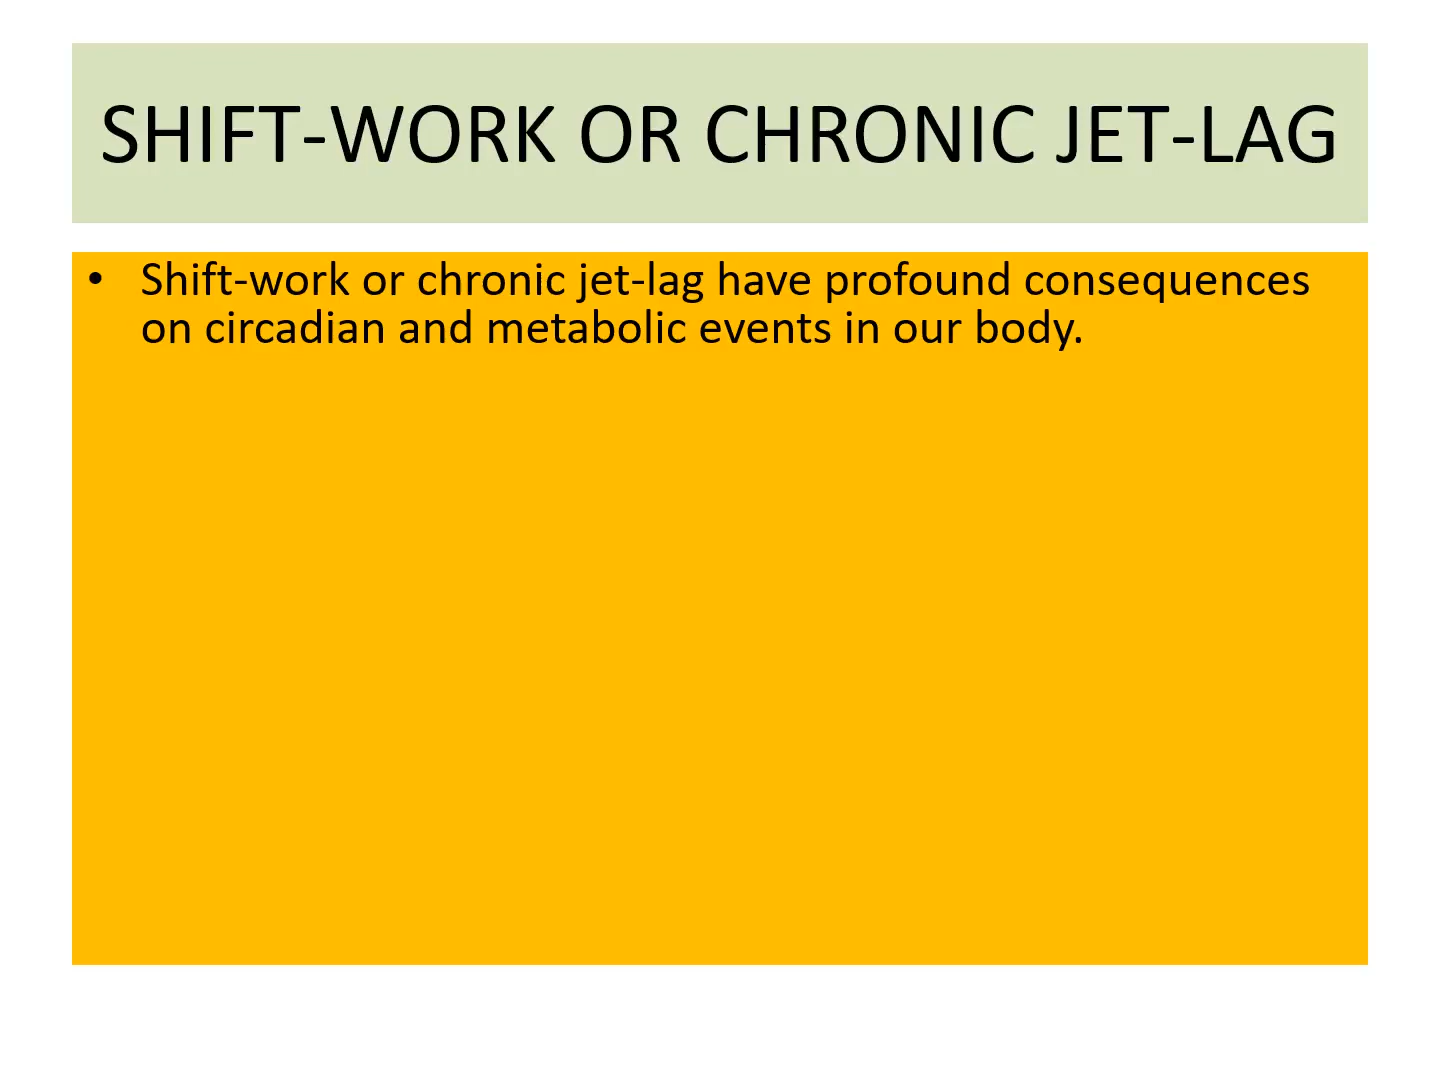 SHIFT-WORK OR CHRONIC JET-LAG
• Shift-work or chronic jet-lag have profound consequences
on circadian and metabolic events in our body.